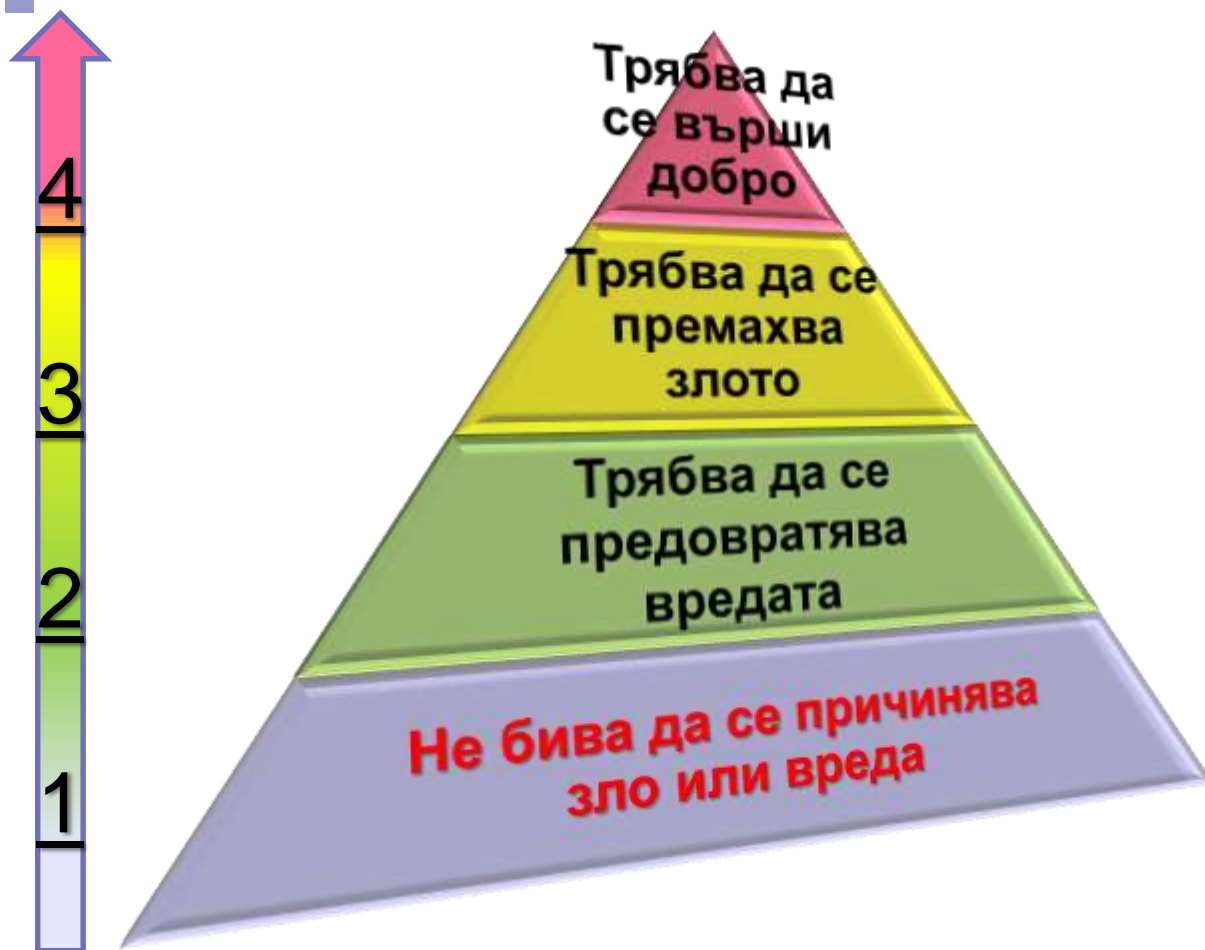 Трябва да
се върши
добро
4
Трябва да се
премахва
злото
3
Трябва да се
предовратява
вредата
2
Не бива да се причинява
зло или вреда
1